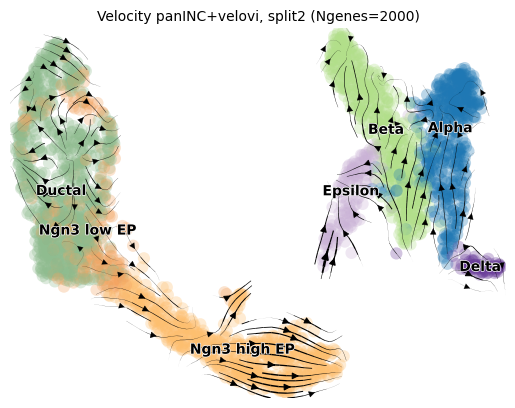 Velocity panINC+velovi, split2 (Ngenes=2000)
Beta
Alpha
Ductal
Epsilon
Ngn3 low EP
Delta
Ngn3 high EP